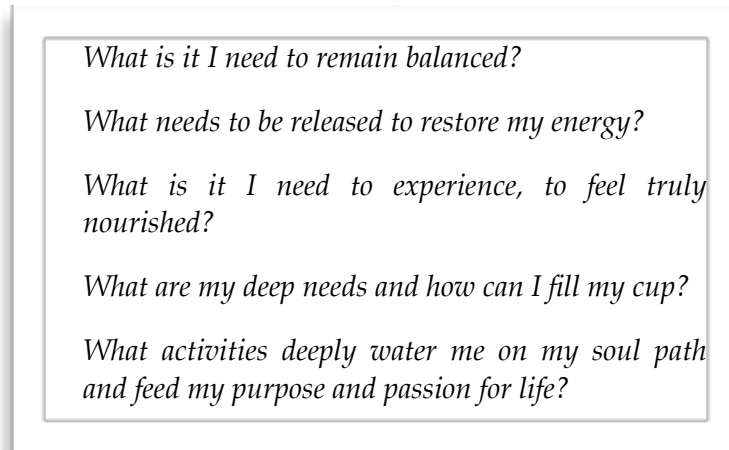 What is it I need to remain balanced?
What needs to be released to restore my energy?
What is it I need to experience, to feel truly
nourished?
What are my deep needs and how can I fill my cup?
What activities deeply water me on my soul path
and feed my purpose and passion for life?